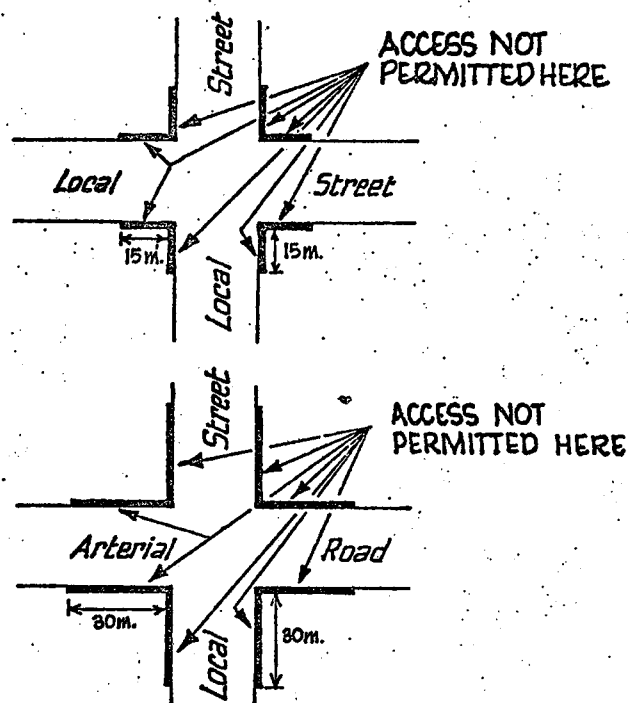 Street
ACCESS NOT
PERMITTED HERE
Local
Street
15m.
15m.
Local
Street
ACCESS NOT
PERMITTED HERE
Arterial
Road
30m.
30m.
Local